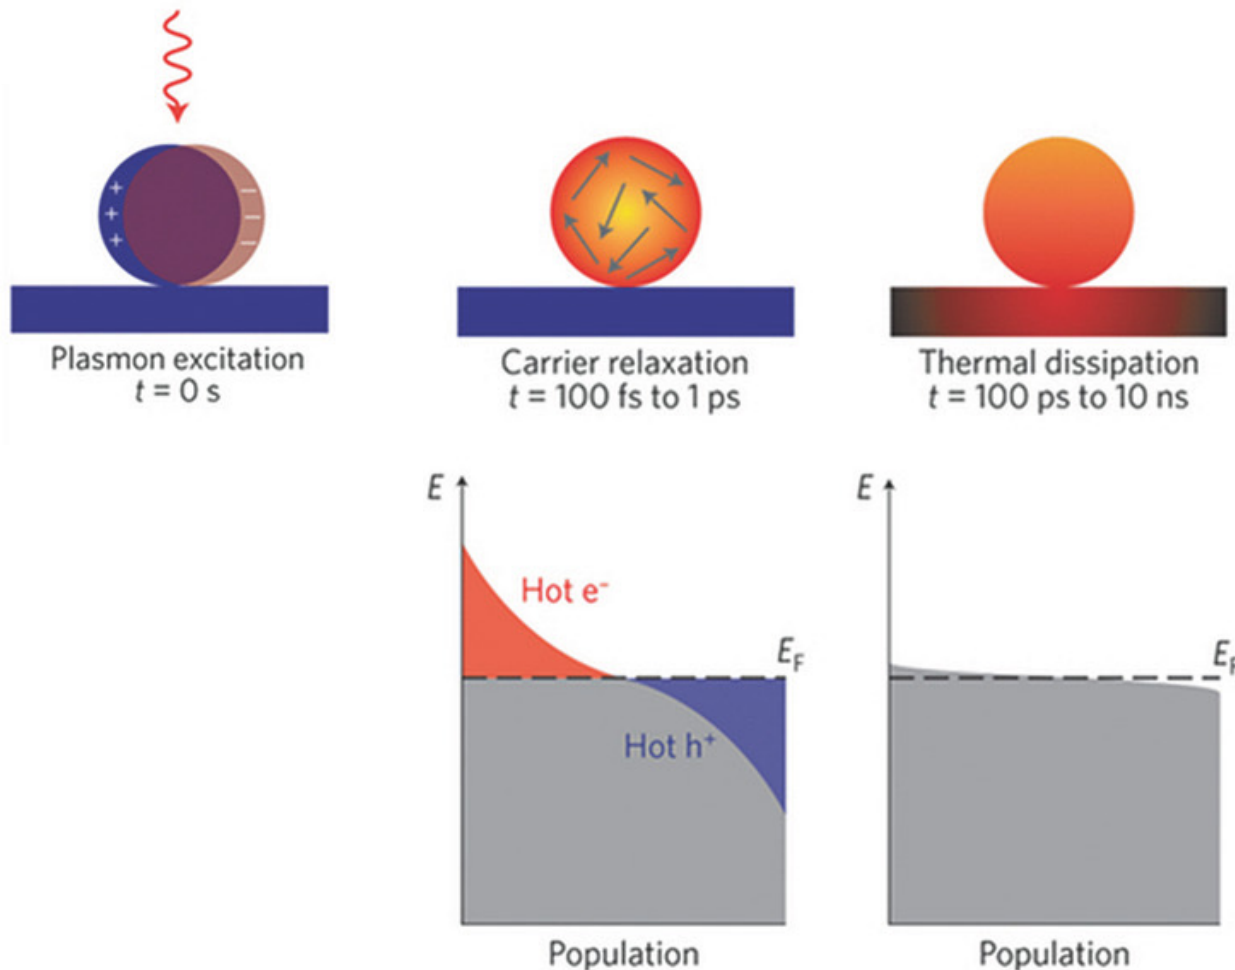 + −
+ −
+ −
Plasmon excitation
t = 0 s
Carrier relaxation
t = 100 fs to 1 ps
Thermal dissipation
t = 100 ps to 10 ns
E
Hot e⁻
E_F
Hot h⁺
Population
E
E_F
Population